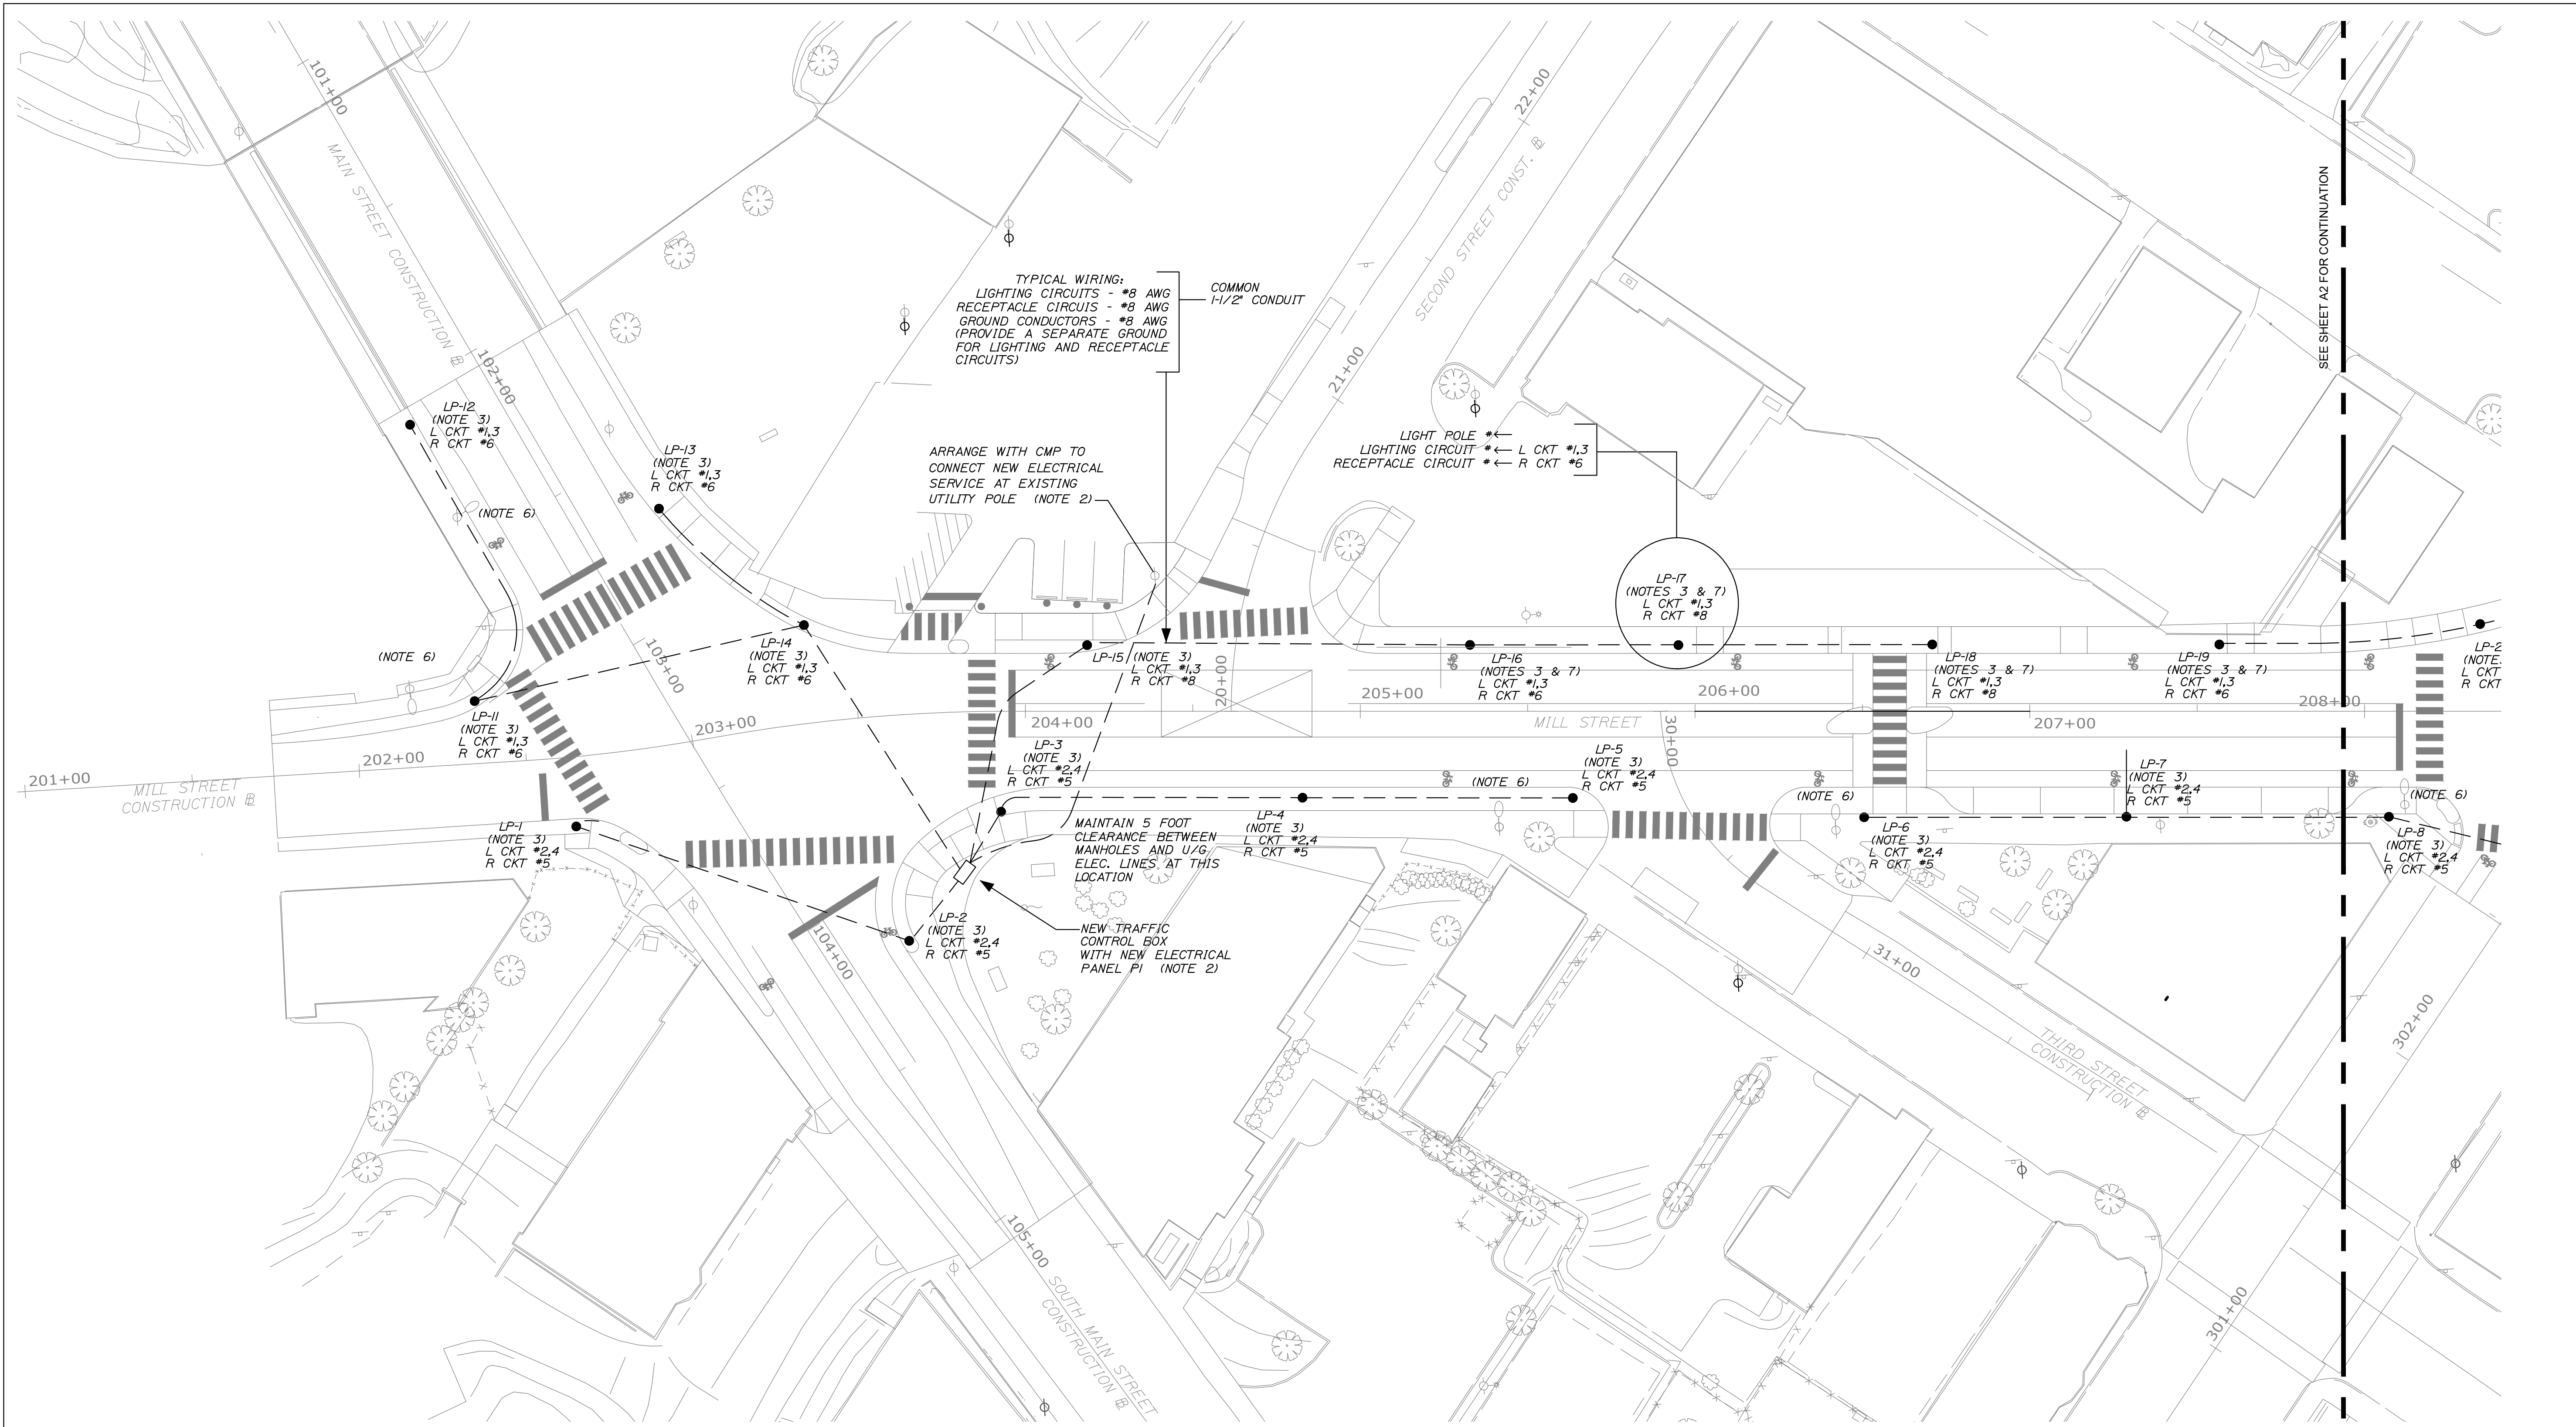 101+00
MAIN STREET CONSTRUCTION BL
102+00
22+00
SECOND STREET CONST. BL
21+00
SEE SHEET A2 FOR CONTINUATION
TYPICAL WIRING:
LIGHTING CIRCUITS - #8 AWG
RECEPTACLE CIRCUIS - #8 AWG
GROUND CONDUCTORS - #8 AWG
(PROVIDE A SEPARATE GROUND
FOR LIGHTING AND RECEPTACLE
CIRCUITS)
COMMON
1-1/2" CONDUIT
LP-12
(NOTE 3)
L CKT #1,3
R CKT #6
LP-13
(NOTE 3)
L CKT #1,3
R CKT #6
ARRANGE WITH CMP TO
CONNECT NEW ELECTRICAL
SERVICE AT EXISTING
UTILITY POLE (NOTE 2)
LIGHT POLE #
LIGHTING CIRCUIT # L CKT #1,3
RECEPTACLE CIRCUIT # R CKT #6
(NOTE 6)
LP-17
(NOTES 3 & 7)
L CKT #1,3
R CKT #8
(NOTE 6)
LP-14
(NOTE 3)
L CKT #1,3
R CKT #6
103+00
LP-15 (NOTE 3)
L CKT #1,3
R CKT #8
20+00
LP-16
(NOTES 3 & 7)
L CKT #1,3
R CKT #6
LP-18
(NOTES 3 & 7)
L CKT #1,3
R CKT #8
LP-19
(NOTES 3 & 7)
L CKT #1,3
R CKT #6
LP-2
(NOTE.
L CKT
R CKT
LP-11
(NOTE 3)
L CKT #1,3
R CKT #6
201+00
202+00
203+00
204+00
205+00
206+00
207+00
208+00
MILL STREET
30+00
MILL STREET
CONSTRUCTION BL
LP-3
(NOTE 3)
L CKT #2,4
R CKT #5
(NOTE 6)
LP-5
(NOTE 3)
L CKT #2,4
R CKT #5
(NOTE 6)
LP-7
(NOTE 3)
L CKT #2,4
R CKT #5
(NOTE 6)
LP-1
(NOTE 3)
L CKT #2,4
R CKT #5
MAINTAIN 5 FOOT
CLEARANCE BETWEEN
MANHOLES AND U/G
ELEC. LINES AT THIS
LOCATION
LP-4
(NOTE 3)
L CKT #2,4
R CKT #5
LP-6
(NOTE 3)
L CKT #2,4
R CKT #5
LP-8
(NOTE 3)
L CKT #2,4
R CKT #5
LP-2
(NOTE 3)
L CKT #2,4
R CKT #5
NEW TRAFFIC
CONTROL BOX
WITH NEW ELECTRICAL
PANEL P1 (NOTE 2)
104+00
31+00
302+00
THIRD STREET
CONSTRUCTION BL
105+00
SOUTH MAIN STREET
CONSTRUCTION BL
301+00